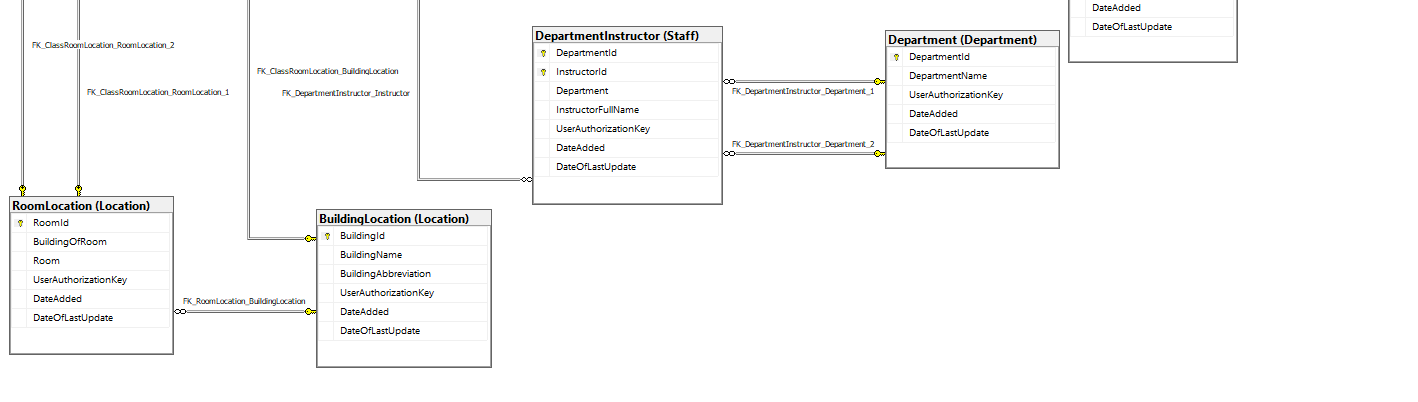 DateAdded
DateOfLastUpdate
FK_ClassRoomLocation_RoomLocation_2
FK_ClassRoomLocation_RoomLocation_1
FK_ClassRoomLocation_BuildingLocation
FK_DepartmentInstructor_Instructor
DepartmentInstructor (Staff)
DepartmentId
InstructorId
Department
InstructorFullName
UserAuthorizationKey
DateAdded
DateOfLastUpdate
FK_DepartmentInstructor_Department_1
FK_DepartmentInstructor_Department_2
Department (Department)
DepartmentId
DepartmentName
UserAuthorizationKey
DateAdded
DateOfLastUpdate
RoomLocation (Location)
RoomId
BuildingOfRoom
Room
UserAuthorizationKey
DateAdded
DateOfLastUpdate
FK_RoomLocation_BuildingLocation
BuildingLocation (Location)
BuildingId
BuildingName
BuildingAbbreviation
UserAuthorizationKey
DateAdded
DateOfLastUpdate